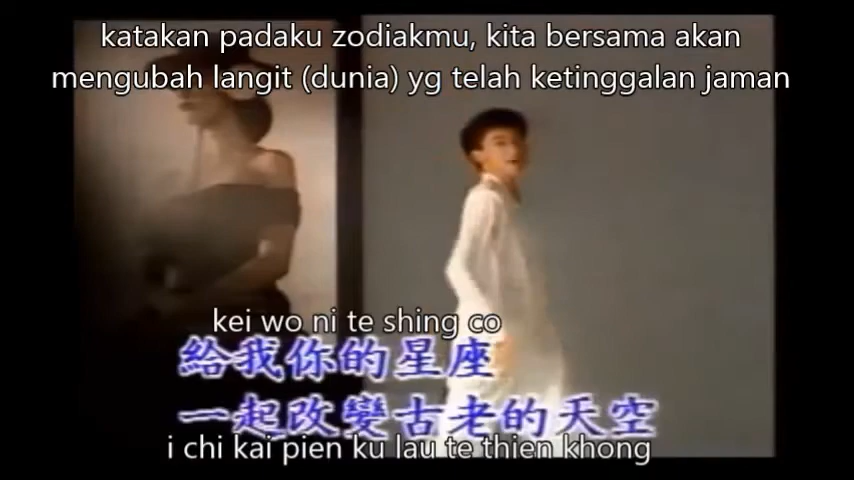 katakan padaku zodiakmu, kita bersama akan
mengubah langit (dunia) yg telah ketinggalan jaman
kei wo ni te shing co
給我你的星座
一起改變古老的天空
i chi kai pien ku lau te thien khong